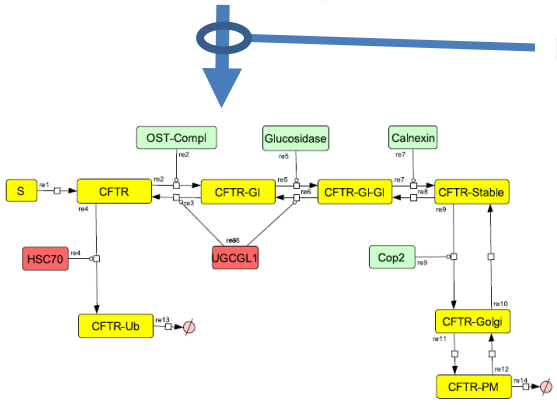 OST-Compl
Glucosidase
Calnexin
re2
re5
re7
S
re1
CFTR
re2
re3
CFTR-Gl
re5
re6
CFTR-Gl-Gl
re7
re8
CFTR-Stable
re4
re9
HSC70
re4
UGCGL1
Cop2
re9
CFTR-Ub
re13
re10
CFTR-Golgi
re11
re12
CFTR-PM
re14